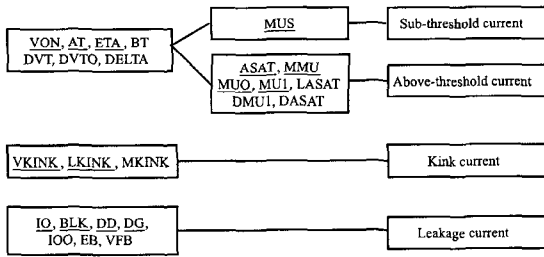 VON, AT, ETA, BT
DVT, DVTO, DELTA
MUS
Sub-threshold current
ASAT, MMU
MUO, MU1, LASAT
DMU1, DASAT
Above-threshold current
VKINK, LKINK, MKINK
Kink current
IO, BLK, DD, DG,
IOO, EB, VFB
Leakage current